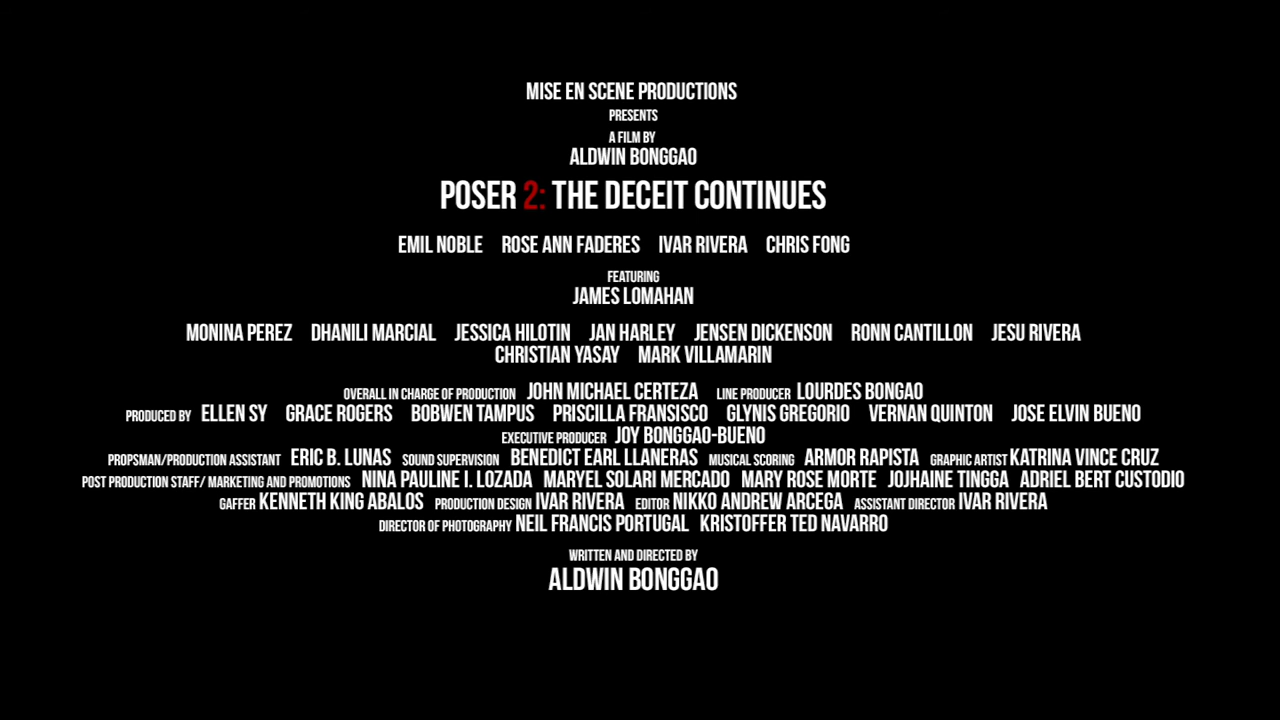 MISE EN SCENE PRODUCTIONS
PRESENTS
A FILM BY
ALDWIN BONGGAO
POSER 2: THE DECEIT CONTINUES
EMIL NOBLE ROSE ANN FADERES IVAR RIVERA CHRIS FONG
FEATURING
JAMES LOMAHAN
MONINA PEREZ DHANILI MARCIAL JESSICA HILOTIN JAN HARLEY JENSEN DICKENSON RONN CANTILLON JESU RIVERA
CHRISTIAN YASAY MARK VILLAMARIN
OVERALL IN CHARGE OF PRODUCTION JOHN MICHAEL CERTEZA LINE PRODUCER LOURDES BONGAO
PRODUCED BY ELLEN SY GRACE ROGERS BOBWEN TAMPUS PRISCILLA FRANSISCO GLYNIS GREGORIO VERNAN QUINTON JOSE ELVIN BUENO
EXECUTIVE PRODUCER JOY BONGGAO-BUENO
PROPSMAN/PRODUCTION ASSISTANT ERIC B. LUNAS SOUND SUPERVISION BENEDICT EARL LLANERAS MUSICAL SCORING ARMOR RAPISTA GRAPHIC ARTIST KATRINA VINCE CRUZ
POST PRODUCTION STAFF/ MARKETING AND PROMOTIONS NINA PAULINE I. LOZADA MARYEL SOLARI MERCADO MARY ROSE MORTE JOJHAINE TINGGA ADRIEL BERT CUSTODIO
GAFFER KENNETH KING ABALOS PRODUCTION DESIGN IVAR RIVERA EDITOR NIKKO ANDREW ARCEGA ASSISTANT DIRECTOR IVAR RIVERA
DIRECTOR OF PHOTOGRAPHY NEIL FRANCIS PORTUGAL KRISTOFFER TED NAVARRO
WRITTEN AND DIRECTED BY
ALDWIN BONGGAO